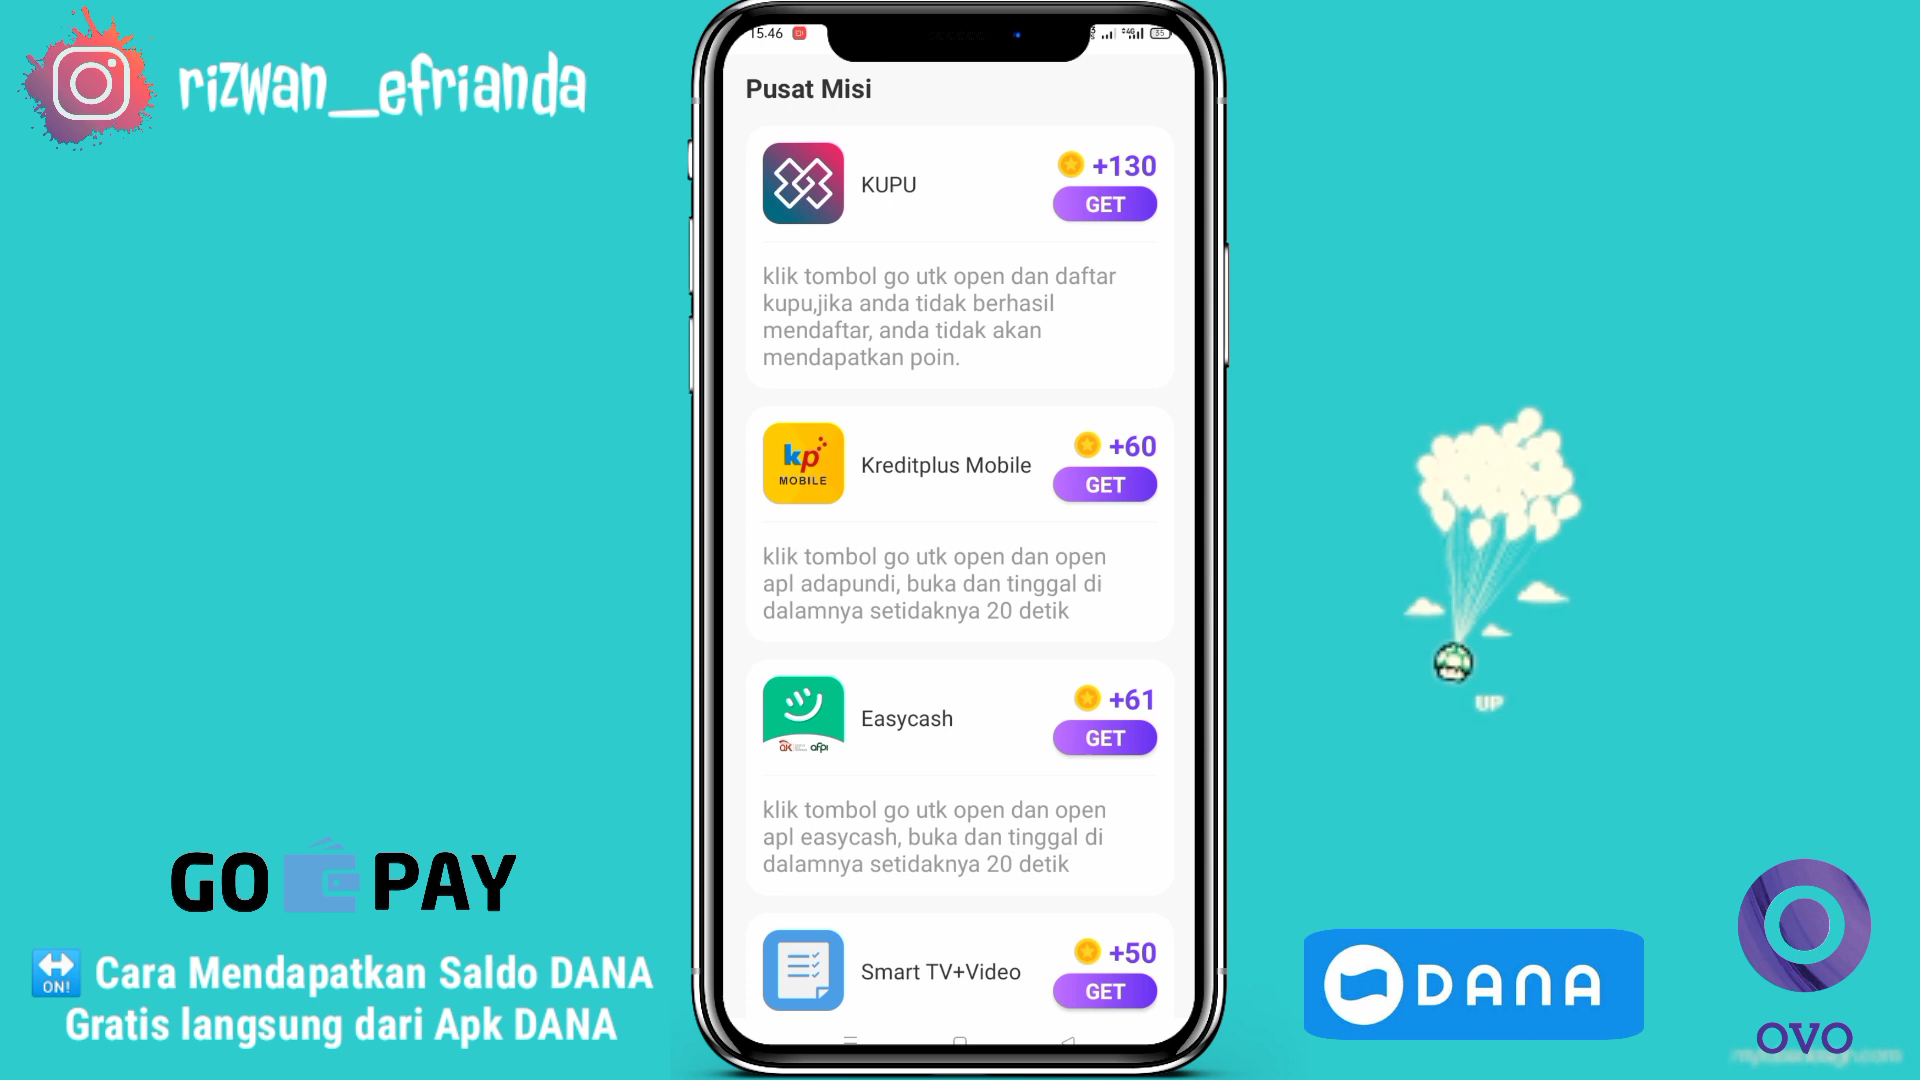 rizwan__efrianda
15.46
35
Pusat Misi
KUPU
+130
GET
klik tombol go utk open dan daftar
kupu,jika anda tidak berhasil
mendaftar, anda tidak akan
mendapatkan poin.
kp
MOBILE
Kreditplus Mobile
+60
GET
klik tombol go utk open dan open
apl adapundi, buka dan tinggal di
dalamnya setidaknya 20 detik
afpi
Easycash
+61
GET
klik tombol go utk open dan open
apl easycash, buka dan tinggal di
dalamnya setidaknya 20 detik
Smart TV+Video
+50
GET
GO PAY
ON!
Cara Mendapatkan Saldo DANA
Gratis langsung dari Apk DANA
UP
DANA
OVO